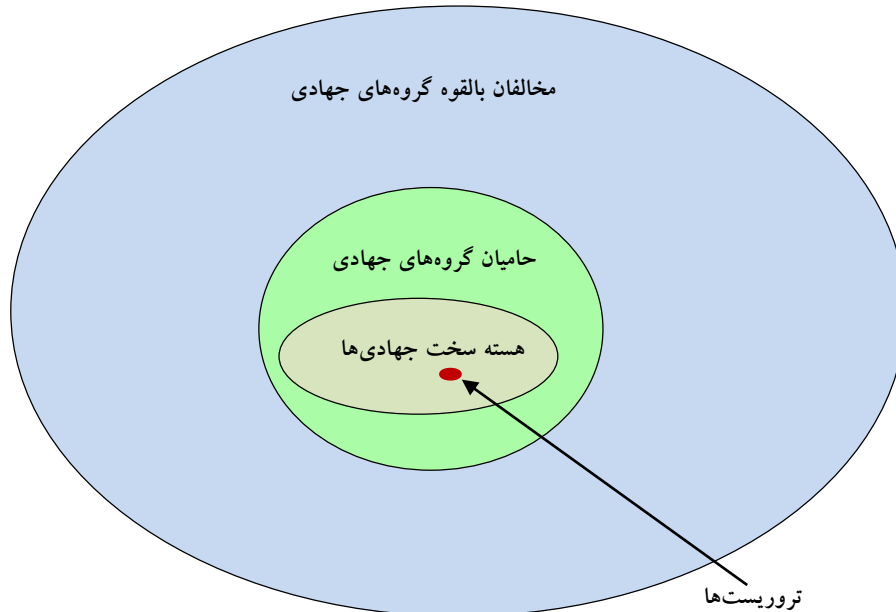 مخالفان بالقوه گروه‌های جهادی
حامیان گروه‌های جهادی
هسته سخت جهادی‌ها
تروریست‌ها